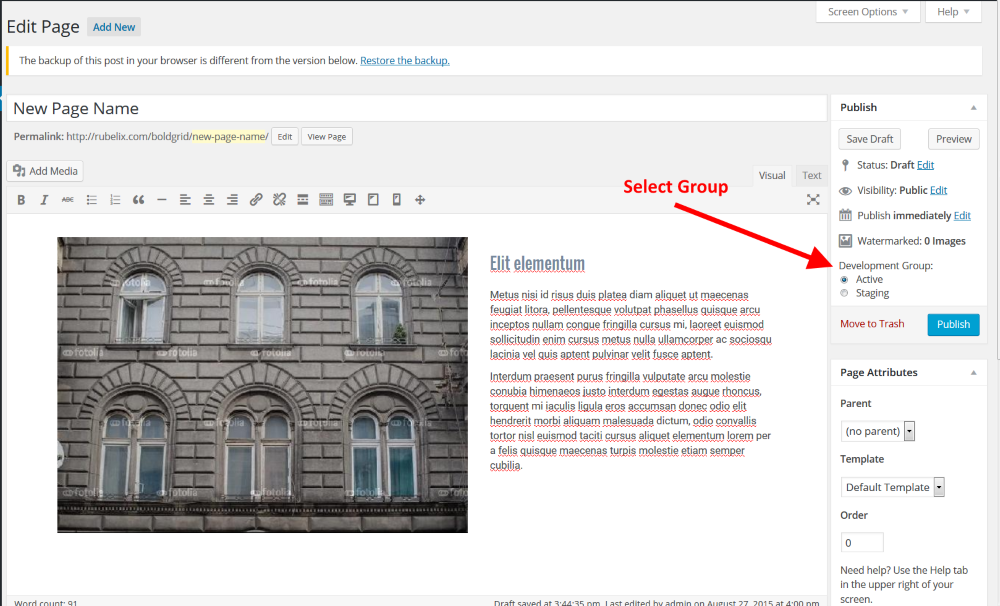 Screen Options
Help
Edit Page
Add New
The backup of this post in your browser is different from the version below. Restore the backup.
New Page Name
Permalink: http://rubelix.com/boldgrid/new-page-name/
Edit
View Page
Add Media
Visual
Text
B I ABC
Select Group
fotolia
Elit elementum
Metus nisi id risus duis platea diam aliquet ut maecenas
feugiat litora, pellentesque volutpat phasellus quisque arcu
inceptos nullam congue fringilla cursus mi, laoreet euismod
sollicitudin enim cursus metus nulla ullamcorper ac sociosqu
lacinia vel quis aptent pulvinar velit fusce aptent.
Interdum praesent purus fringilla vulputate arcu molestie
conubia himenaeos justo interdum egestas augue rhoncus,
torquent mi iaculis ligula eros accumsan donec odio elit
hendrerit morbi aliquam malesuada dictum, odio convallis
tortor nisl euismod taciti cursus aliquet elementum lorem per
a felis quisque maecenas turpis molestie etiam semper
cubilia.
Word count: 91
Draft saved at 3:44:35 pm. Last edited by admin on August 27, 2015 at 4:00 pm
Publish
Save Draft
Preview
Status: Draft Edit
Visibility: Public Edit
Publish immediately Edit
Watermarked: 0 Images
Development Group:
Active
Staging
Move to Trash
Publish
Page Attributes
Parent
(no parent)
Template
Default Template
Order
0
Need help? Use the Help tab
in the upper right of your
screen.